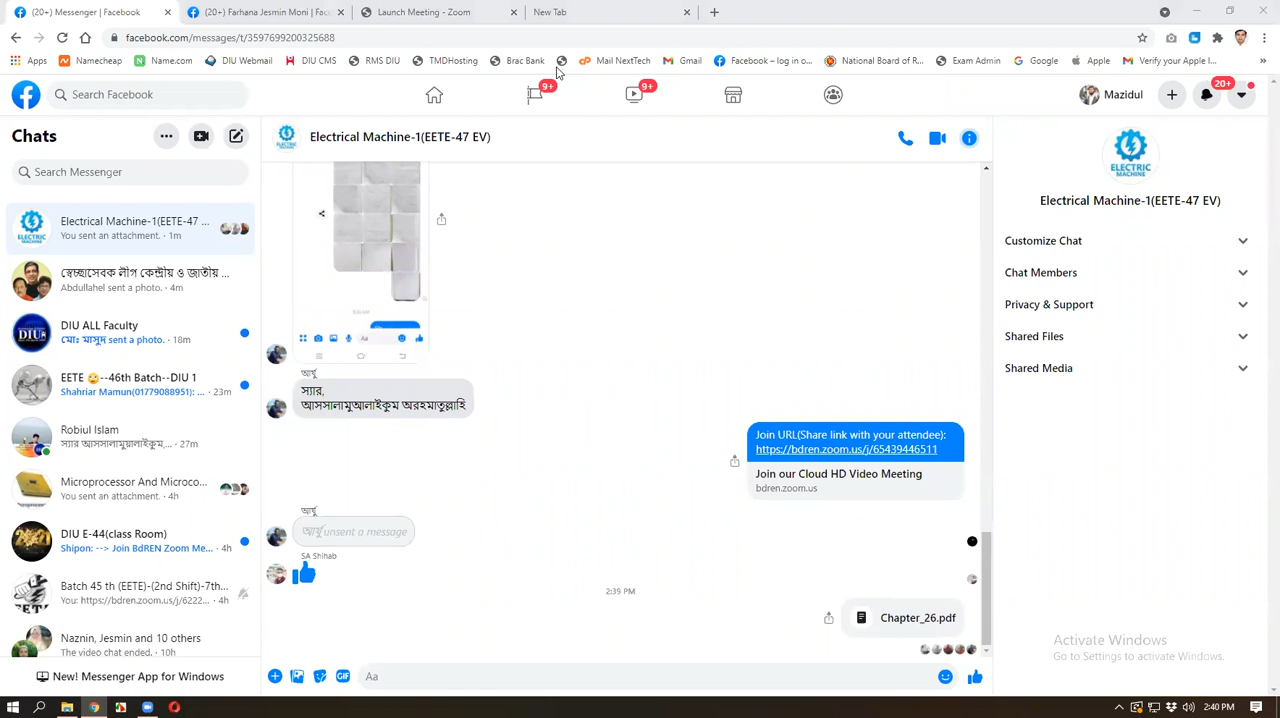 (20+) Messenger | Facebook
(20+) Farhana Jesmin Moni | Fac
Launch Meeting - Zoom
New Tab
facebook.com/messages/t/3597699200325688
Apps
Namecheap
Name.com
DIU Webmail
DIU CMS
RMS DIU
TMDHosting
Brac Bank
Mail NextTech
Gmail
Facebook – log in o...
National Board of R...
Exam Admin
Google
Apple
Verify your Apple I...
Search Facebook
9+
9+
Mazidul
20+
Chats
Search Messenger
Electrical Machine-1(EETE-47 ...
You sent an attachment. · 1m
স্বেচ্ছাসেবক লীগ কেন্দ্রীয় ও জাতীয় ...
Abdullahel sent a photo. · 4m
DIU ALL Faculty
মোঃ মাসুদ sent a photo. · 18m
EETE 🙄--46th Batch--DIU 1
Shahriar Mamun(01779088951): ... · 23m
Robiul Islam
স্যার আসসালামুয়ালাইকুম,... · 27m
Microprocessor And Microco...
You sent an attachment. · 4h
DIU E-44(class Room)
Shipon: --> Join BdREN Zoom Me... · 4h
Batch 45 th (EETE)-(2nd Shift)-7th...
You: https://bdren.zoom.us/j/6222... · 4h
Naznin, Jesmin and 10 others
The video chat ended. · 10h
New! Messenger App for Windows
Electrical Machine-1(EETE-47 EV)
Aa
স্যার,
আসসালামুআলাইকুম অরহমাতুল্লাহি
Join URL(Share link with your attendee):
https://bdren.zoom.us/j/65439446511
Join our Cloud HD Video Meeting
bdren.zoom.us
unsent a message
SA Shihab
2:39 PM
Chapter_26.pdf
GIF
Aa
ELECTRIC
MACHINE
Electrical Machine-1(EETE-47 EV)
Customize Chat
Chat Members
Privacy & Support
Shared Files
Shared Media
Activate Windows
Go to Settings to activate Windows.
2:40 PM